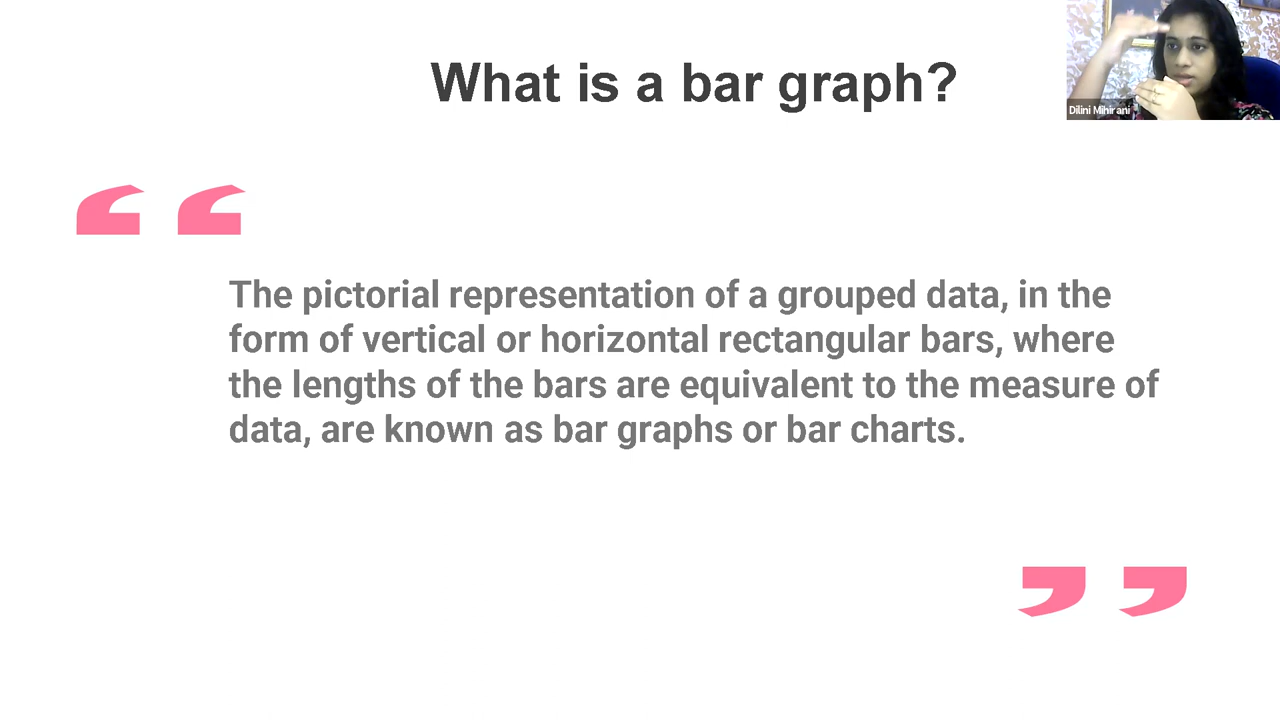 What is a bar graph?
Dilini Mihirani
“
The pictorial representation of a grouped data, in the
form of vertical or horizontal rectangular bars, where
the lengths of the bars are equivalent to the measure of
data, are known as bar graphs or bar charts.
”